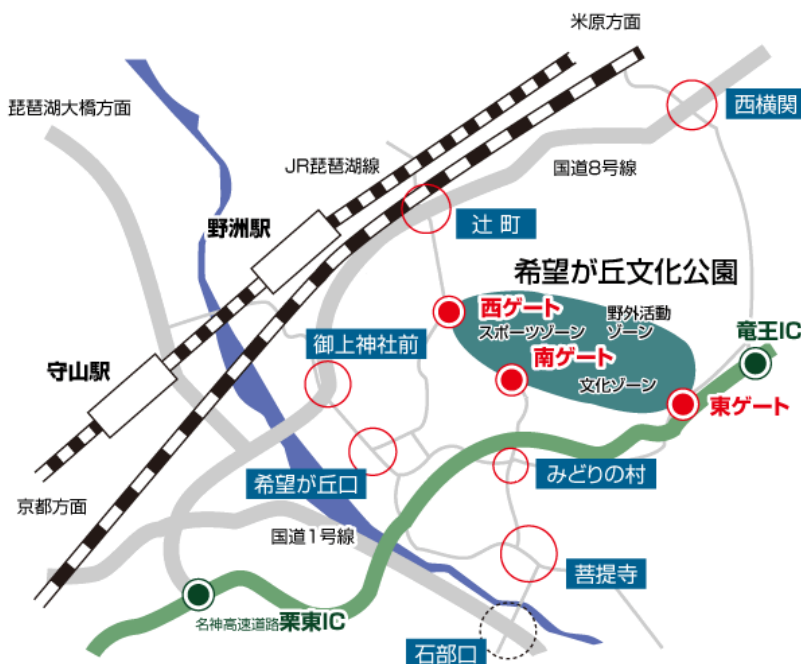 米原方面
琵琶湖大橋方面
西横関
JR琵琶湖線
国道8号線
野洲駅
辻町
希望が丘文化公園
西ゲート
野外活動
ゾーン
スポーツゾーン
竜王IC
御上神社前
南ゲート
守山駅
文化ゾーン
東ゲート
希望が丘口
みどりの村
京都方面
国道1号線
菩提寺
名神高速道路
栗東IC
石部口